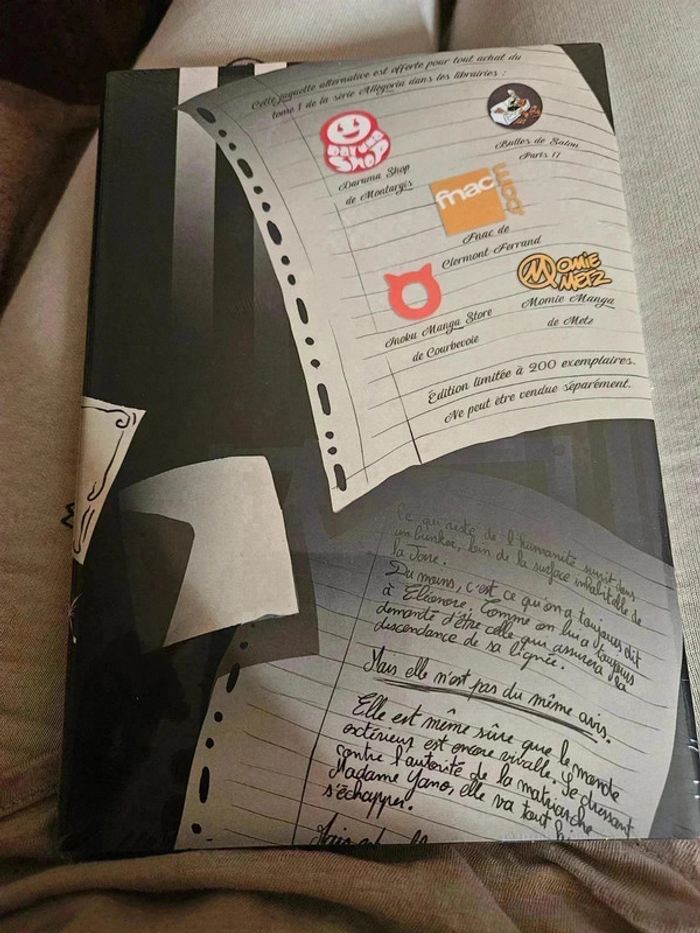 Cette jaquette alternative est offerte pour tout achat du
tome 1 de la série Allegoria dans les librairies :
DARUMA
SHOP
Daruma Shop
de Montargis
Bulles de Salon
Paris 17
fnac
Fnac de
Clermont Ferrand
MOMIE
METZ
Momie Manga
de Metz
Inoku Manga Store
de Courbevoie
Édition limitée à 200 exemplaires.
Ne peut être vendue séparément.
Ce qui reste de l'humanité survit dans
un bunker, loin de la surface inhabitable de
la Terre.
Du moins, c'est ce qu'on a toujours dit
à Eléonore. Comme on lui a toujours
demandé d'être celle qui assurera la
descendance de sa lignée.
Mais elle n'est pas du même avis.
Elle est même sûre que le monde
extérieur est encore vivable. Se dressant
contre l'autorité de la matriarche
Madame Yano, elle va tout
s'échapper.